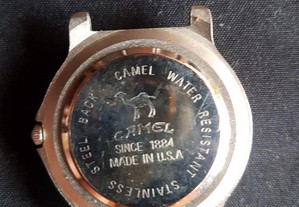 CAMEL WATER RESISTANT STAINLESS STEEL BACK
CAMEL
SINCE 1884
MADE IN U.S.A